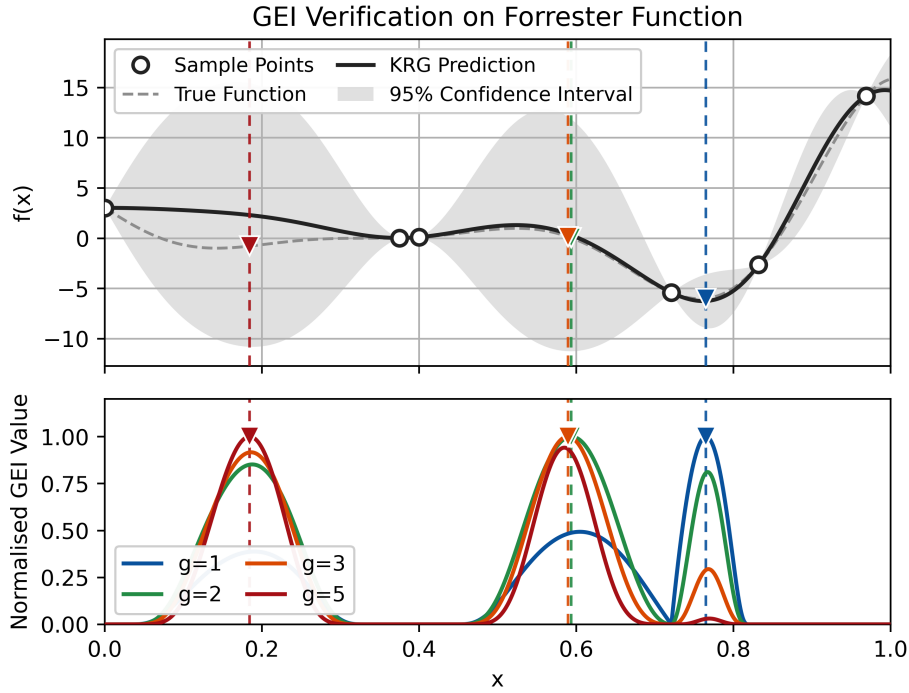 GEI Verification on Forrester Function
Sample Points
KRG Prediction
True Function
95% Confidence Interval
f(x)
15
10
5
0
−5
−10
Normalised GEI Value
1.00
0.75
0.50
0.25
0.00
g=1
g=3
g=2
g=5
0.0 0.2 0.4 0.6 0.8 1.0
x